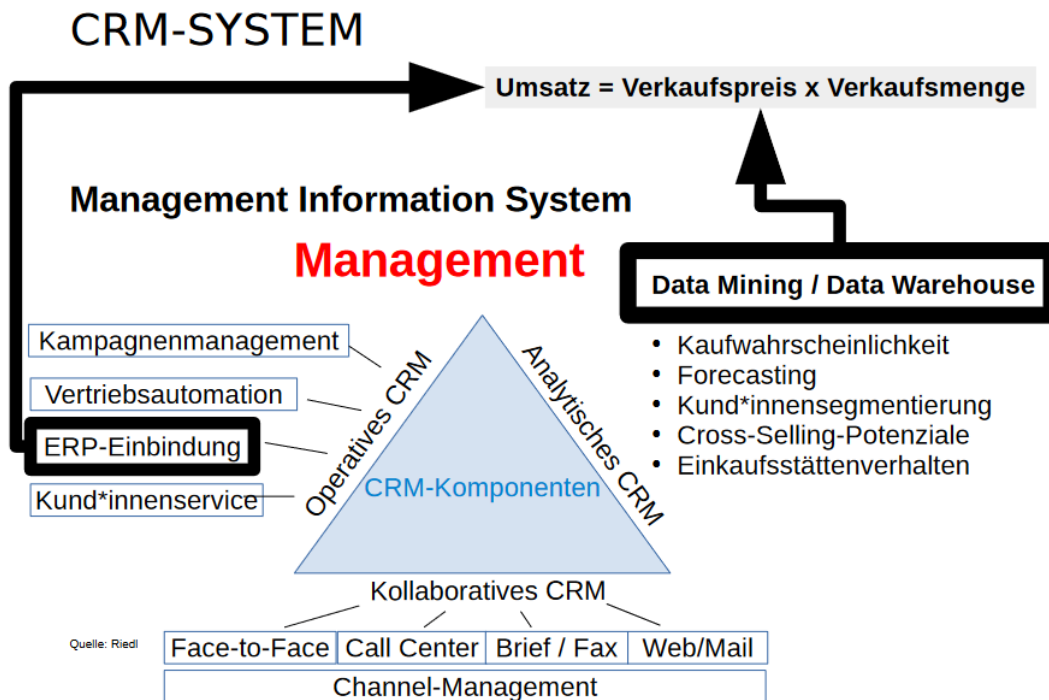 CRM-SYSTEM
Umsatz = Verkaufspreis x Verkaufsmenge
Management Information System
Management
Data Mining / Data Warehouse
• Kaufwahrscheinlichkeit
• Forecasting
• Kund*innensegmentierung
• Cross-Selling-Potenziale
• Einkaufsstättenverhalten
Kampagnenmanagement
Vertriebsautomation
ERP-Einbindung
Kund*innenservice
Operatives CRM
Analytisches CRM
CRM-Komponenten
Kollaboratives CRM
Quelle: Riedl
Face-to-Face
Call Center
Brief / Fax
Web/Mail
Channel-Management